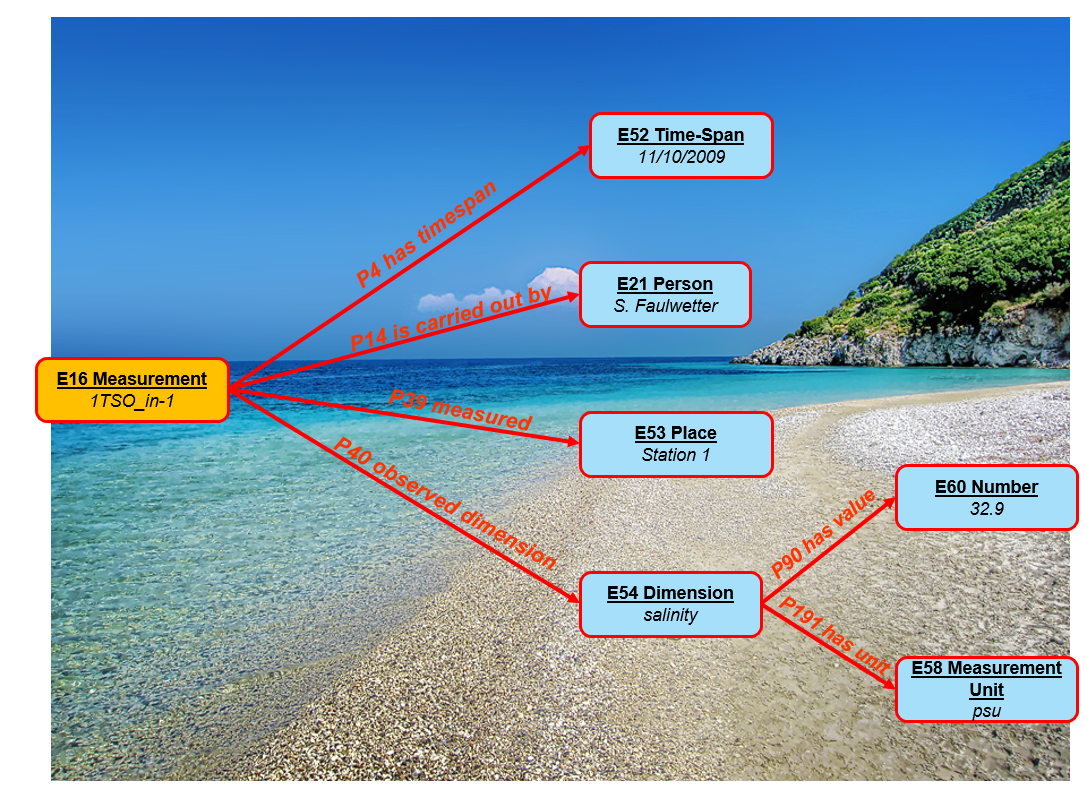 E52 Time-Span
11/10/2009
P4 has timespan
E21 Person
S. Faulwetter
P14 is carried out by
E16 Measurement
1TSO_in-1
P39 measured
E53 Place
Station 1
P40 observed dimension
E60 Number
32.9
P90 has value
E54 Dimension
salinity
P191 has unit
E58 Measurement
Unit
psu